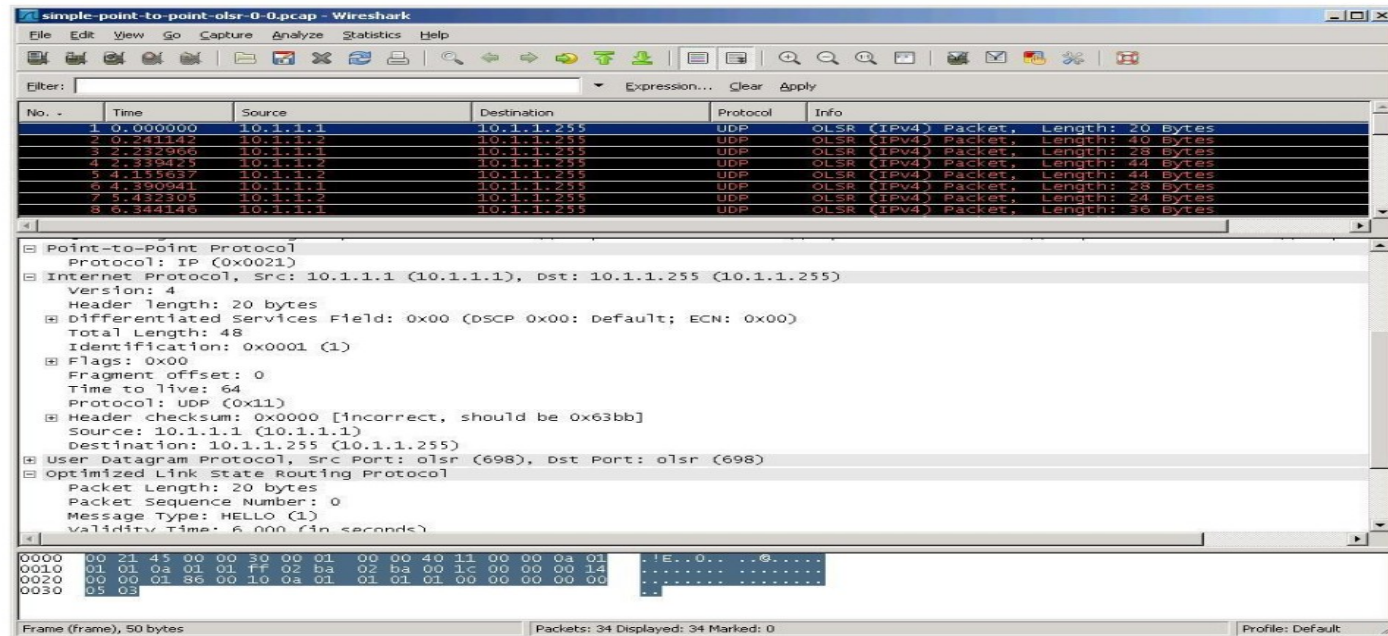 simple-point-to-point-olsr-0-0.pcap - Wireshark
File Edit View Go Capture Analyze Statistics Help
Filter: Expression... Clear Apply
No. . Time Source Destination Protocol Info
1 0.000000 10.1.1.1 10.1.1.255 UDP OLSR (IPv4) Packet, Length: 20 Bytes
2 0.241142 10.1.1.2 10.1.1.255 UDP OLSR (IPv4) Packet, Length: 40 Bytes
3 2.232966 10.1.1.1 10.1.1.255 UDP OLSR (IPv4) Packet, Length: 28 Bytes
4 2.339425 10.1.1.2 10.1.1.255 UDP OLSR (IPv4) Packet, Length: 44 Bytes
5 4.155637 10.1.1.2 10.1.1.255 UDP OLSR (IPv4) Packet, Length: 44 Bytes
6 4.390941 10.1.1.1 10.1.1.255 UDP OLSR (IPv4) Packet, Length: 28 Bytes
7 5.432305 10.1.1.2 10.1.1.255 UDP OLSR (IPv4) Packet, Length: 24 Bytes
8 6.344146 10.1.1.1 10.1.1.255 UDP OLSR (IPv4) Packet, Length: 36 Bytes
Point-to-Point Protocol
Protocol: IP (0x0021)
Internet Protocol, Src: 10.1.1.1 (10.1.1.1), Dst: 10.1.1.255 (10.1.1.255)
Version: 4
Header length: 20 bytes
Differentiated Services Field: 0x00 (DSCP 0x00: Default; ECN: 0x00)
Total Length: 48
Identification: 0x0001 (1)
Flags: 0x00
Fragment offset: 0
Time to live: 64
Protocol: UDP (0x11)
Header checksum: 0x0000 [incorrect, should be 0x63bb]
Source: 10.1.1.1 (10.1.1.1)
Destination: 10.1.1.255 (10.1.1.255)
User Datagram Protocol, Src Port: olsr (698), Dst Port: olsr (698)
Optimized Link State Routing Protocol
Packet Length: 20 bytes
Packet Sequence Number: 0
Message Type: HELLO (1)
Validity Time: 6.000 (in seconds)
0000 00 21 45 00 00 30 00 01 00 00 40 11 00 00 0a 01 .!E..0.. ..@.....
0010 01 01 0a 01 01 ff 02 ba 02 ba 00 1c 00 00 00 14 ........ ........
0020 00 00 01 86 00 10 0a 01 01 01 01 00 00 00 00 00 ........ ........
0030 05 03 ..
Frame (frame), 50 bytes Packets: 34 Displayed: 34 Marked: 0 Profile: Default